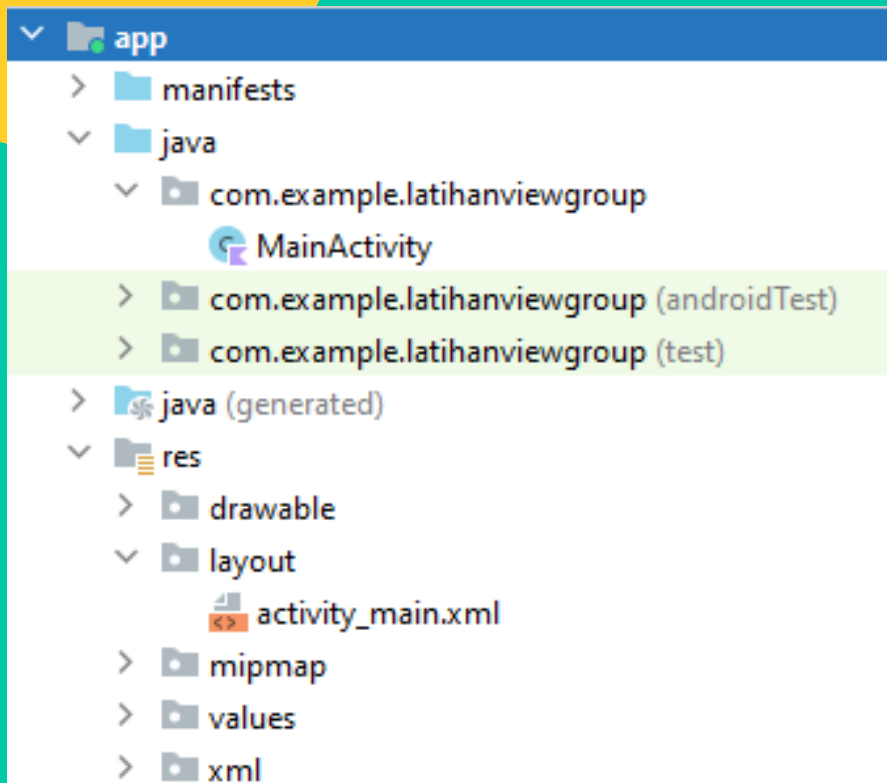 app
manifests
java
com.example.latihanviewgroup
MainActivity
com.example.latihanviewgroup (androidTest)
com.example.latihanviewgroup (test)
java (generated)
res
drawable
layout
activity_main.xml
mipmap
values
xml